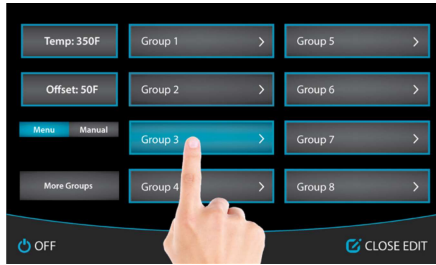 Temp: 350F
Group 1
Group 5
Offset: 50F
Group 2
Group 6
Menu
Manual
Group 3
Group 7
More Groups
Group 4
Group 8
OFF
CLOSE EDIT